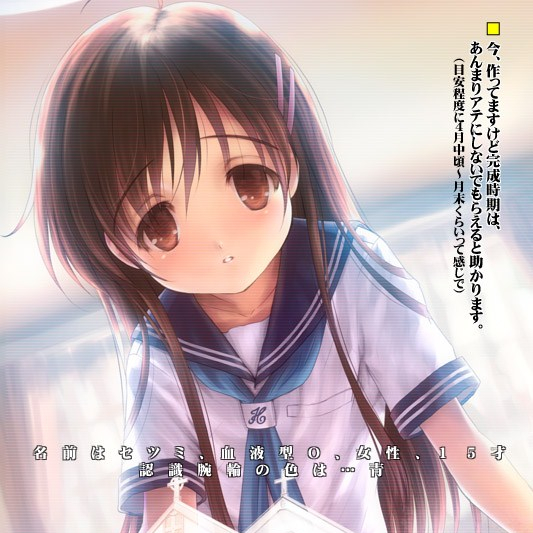 ■今、作ってますけど完成時期は、
あんまりアテにしないでもらえると助かります。
（目安程度に４月中頃～月末くらいって感じで）
名前はセツミ、血液型Ｏ、女性、１５才
認識腕輪の色は…青
H